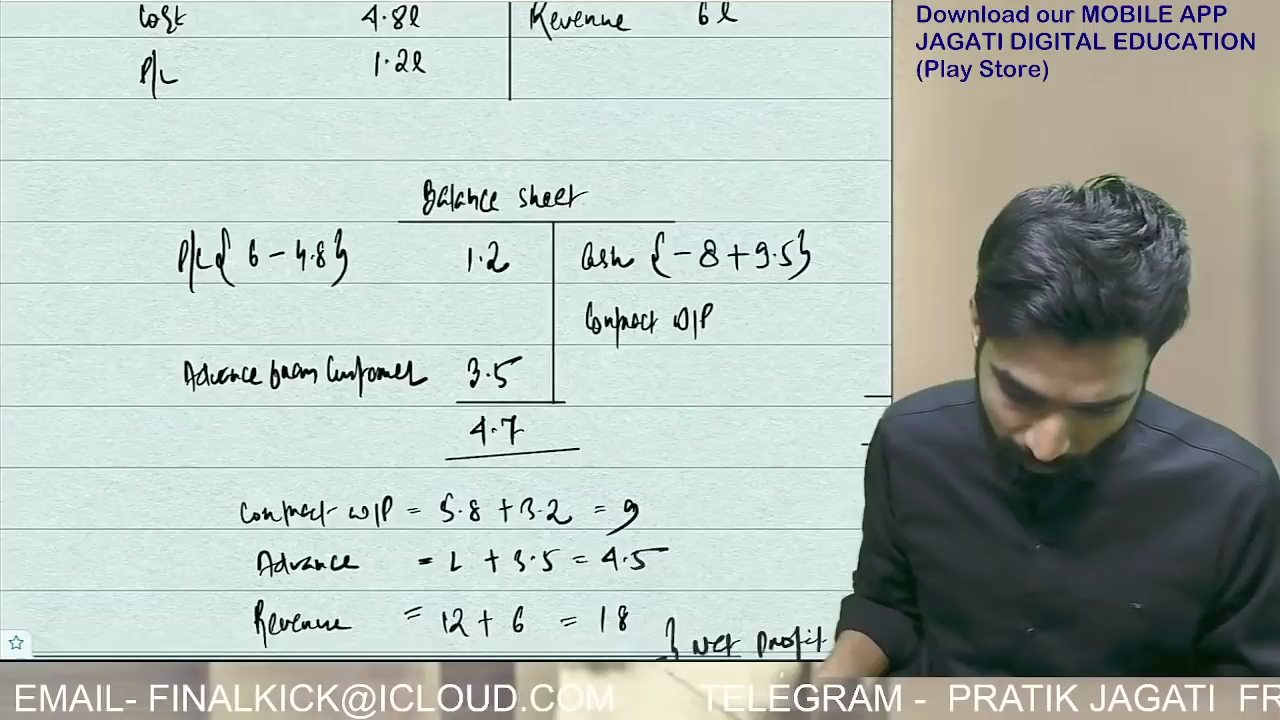 Cost 4.8l Revenue 6l
P/L 1.2l
Download our MOBILE APP
JAGATI DIGITAL EDUCATION
(Play Store)
Balance sheet
P/L { 6 - 4.8 } 1.2 Cash { - 8 + 9.5 }
Contract WIP
Advance from Customer 3.5
4.7
Contract WIP = 5.8 + 3.2 = 9
Advance = 1 + 3.5 = 4.5
Revenue = 12 + 6 = 18
} Net profit
EMAIL- FINALKICK@ICLOUD.COM TELEGRAM - PRATIK JAGATI FR